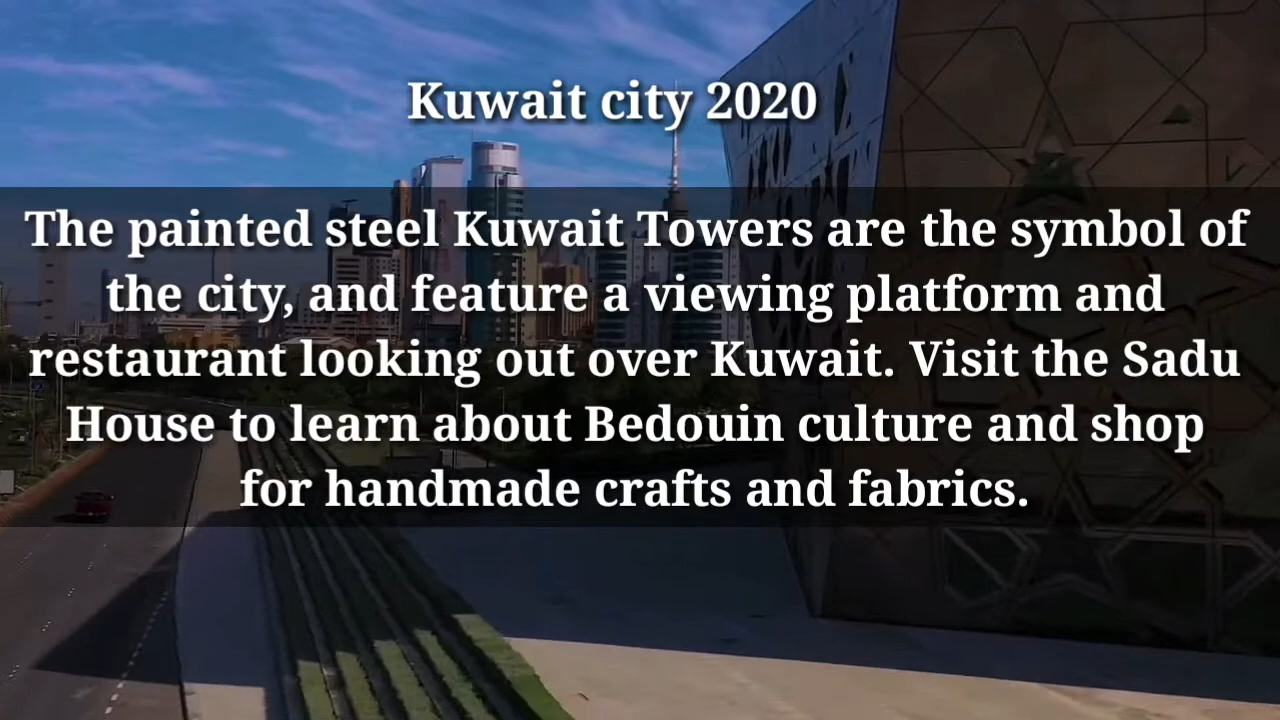 Kuwait city 2020
The painted steel Kuwait Towers are the symbol of
the city, and feature a viewing platform and
restaurant looking out over Kuwait. Visit the Sadu
House to learn about Bedouin culture and shop
for handmade crafts and fabrics.